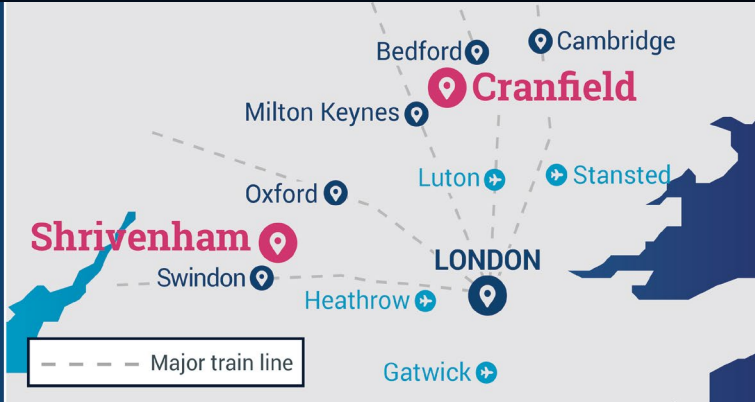 Cambridge
Bedford
Cranfield
Milton Keynes
Luton
Stansted
Oxford
Shrivenham
LONDON
Swindon
Heathrow
Major train line
Gatwick